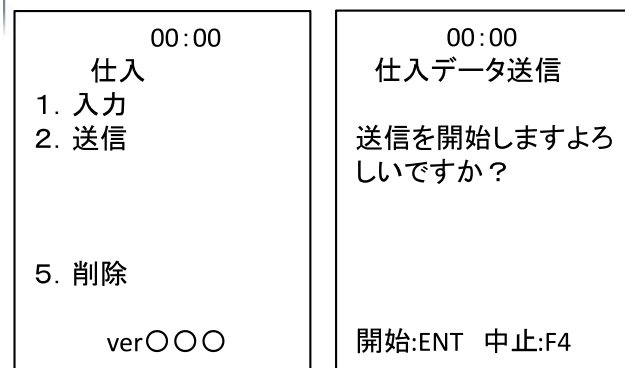 00:00
仕入
1. 入力
2. 送信
5. 削除
ver○○○
00:00
仕入データ送信
送信を開始しますよろ
しいですか？
開始:ENT 中止:F4